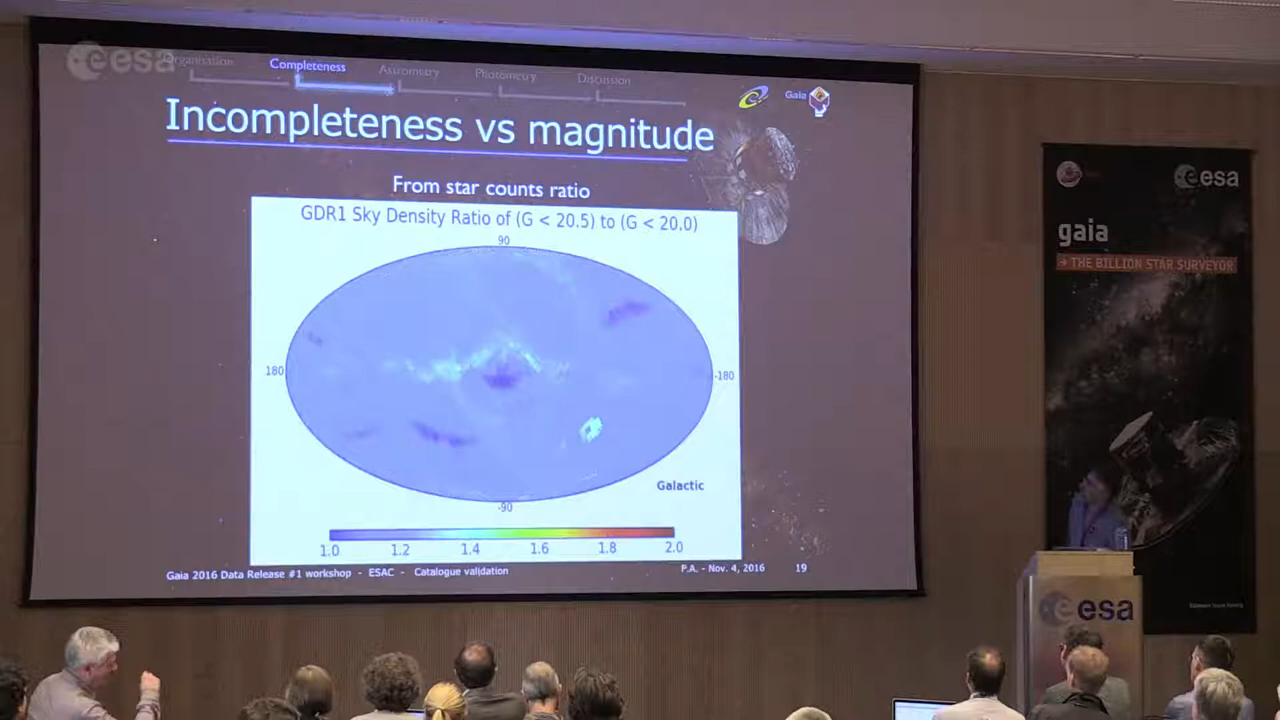 esa
Organisation Completeness Astrometry Photometry Discussion
Gaia
Incompleteness vs magnitude
From star counts ratio
GDR1 Sky Density Ratio of (G < 20.5) to (G < 20.0)
90
180
-180
-90
Galactic
1.0 1.2 1.4 1.6 1.8 2.0
Gaia 2016 Data Release #1 workshop - ESAC - Catalogue validation
P.A. - Nov. 4, 2016 19
esa
gaia
→ THE BILLION STAR SURVEYOR
esa